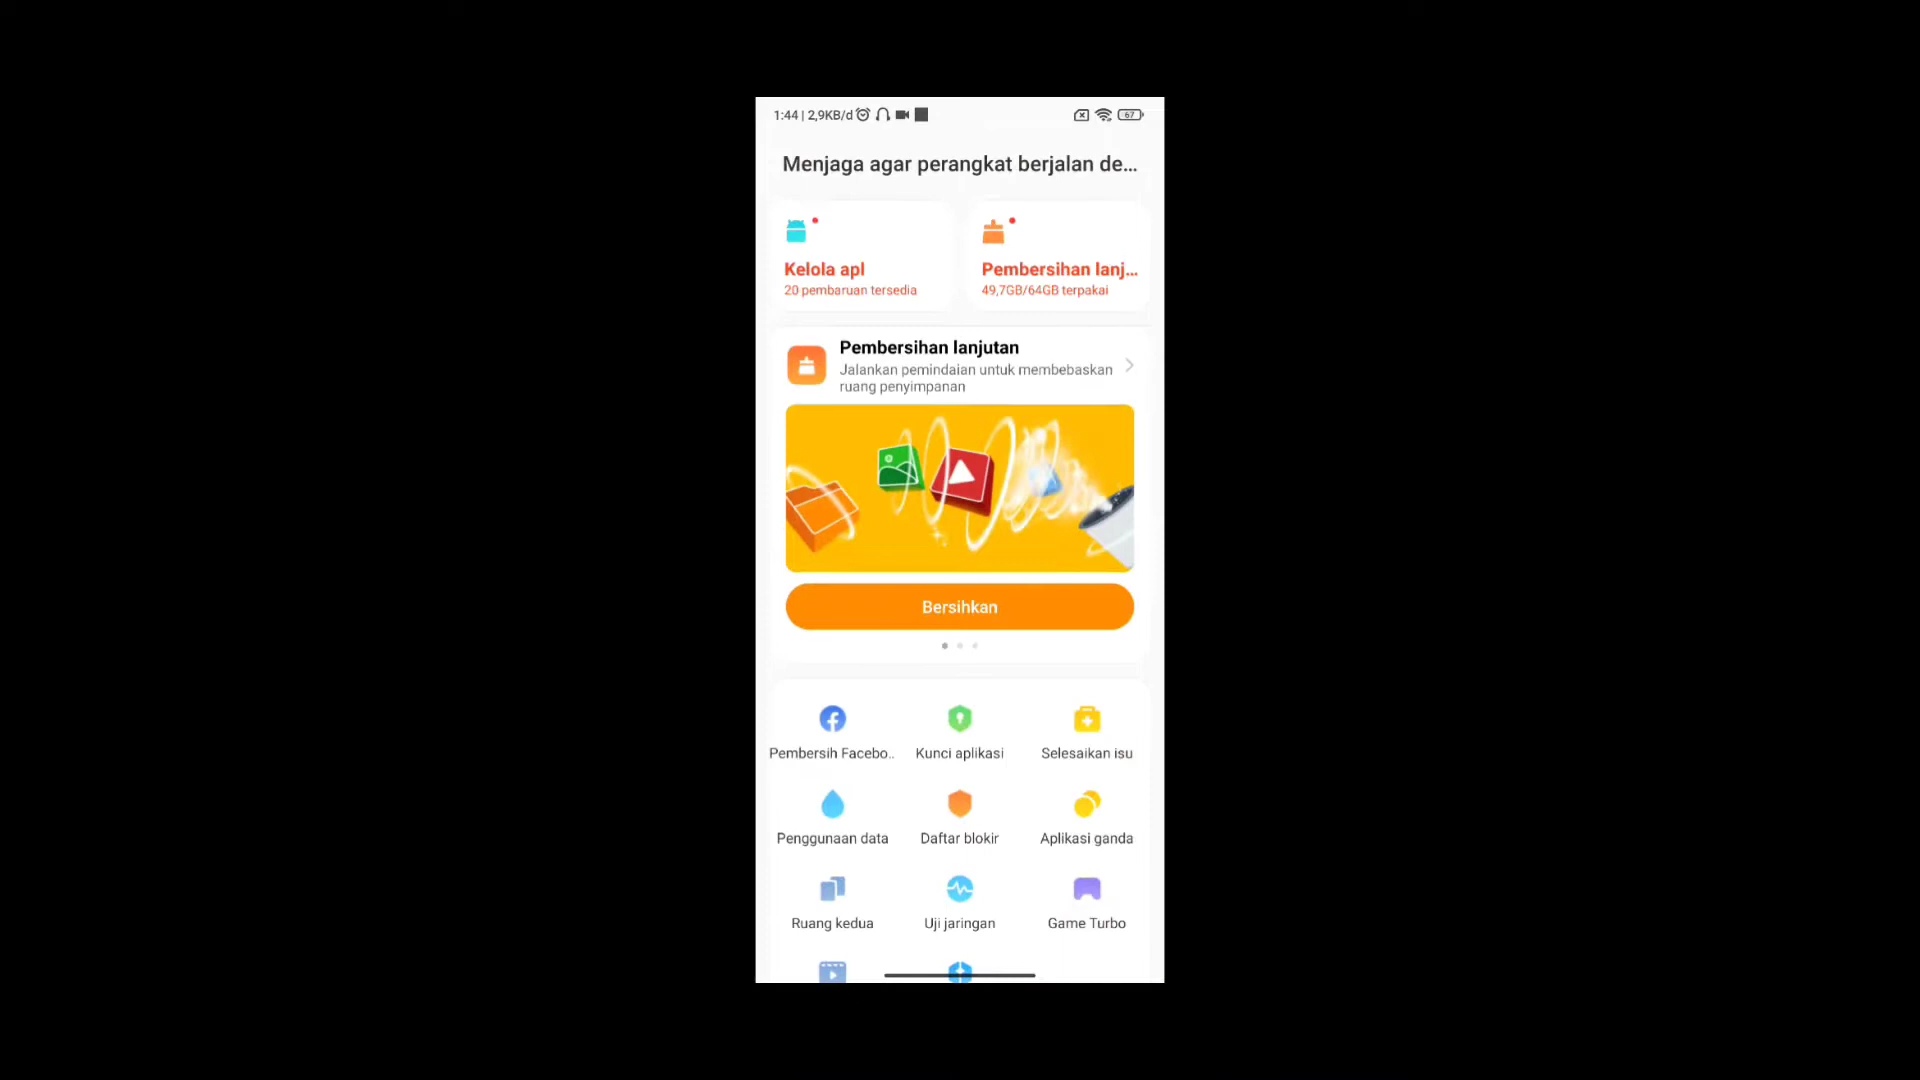 1:44 | 2,9KB/d
67
Menjaga agar perangkat berjalan de...
Kelola apl
20 pembaruan tersedia
Pembersihan lanj...
49,7GB/64GB terpakai
Pembersihan lanjutan
Jalankan pemindaian untuk membebaskan
ruang penyimpanan
Bersihkan
Pembersih Facebo..
Kunci aplikasi
Selesaikan isu
Penggunaan data
Daftar blokir
Aplikasi ganda
Ruang kedua
Uji jaringan
Game Turbo